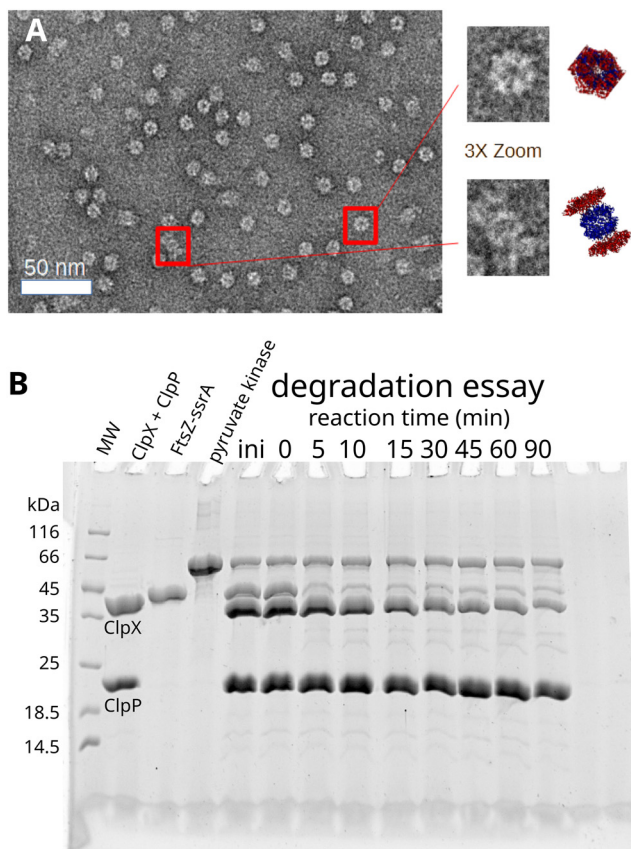 A
3X Zoom
50 nm
B
MW
ClpX + ClpP
FtsZ-ssrA
pyruvate kinase
degradation essay
reaction time (min)
ini 0 5 10 15 30 45 60 90
kDa
116
66
45
35
ClpX
25
ClpP
18.5
14.5